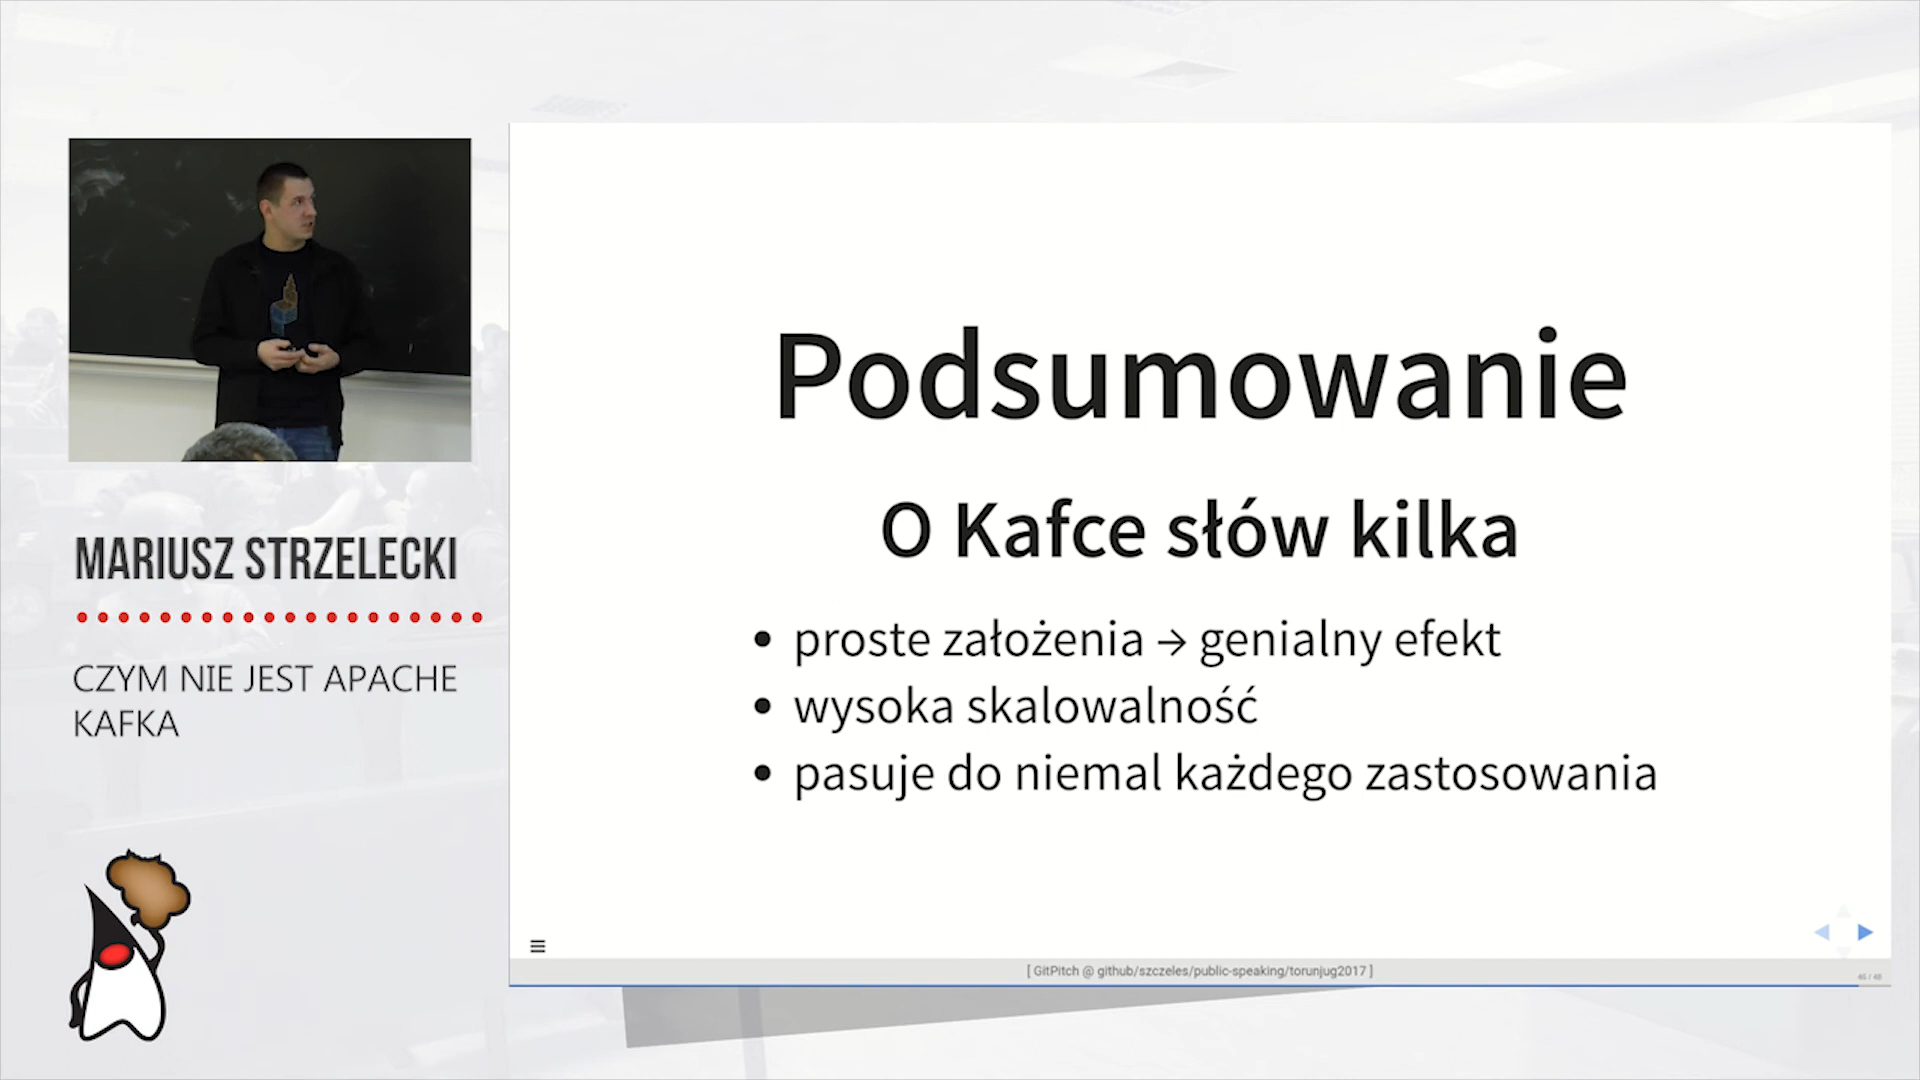 MARIUSZ STRZELECKI
CZYM NIE JEST APACHE
KAFKA
Podsumowanie
O Kafce słów kilka
• proste założenia → genialny efekt
• wysoka skalowalność
• pasuje do niemal każdego zastosowania
[ GitPitch @ github/szczeles/public-speaking/torunjug2017 ]